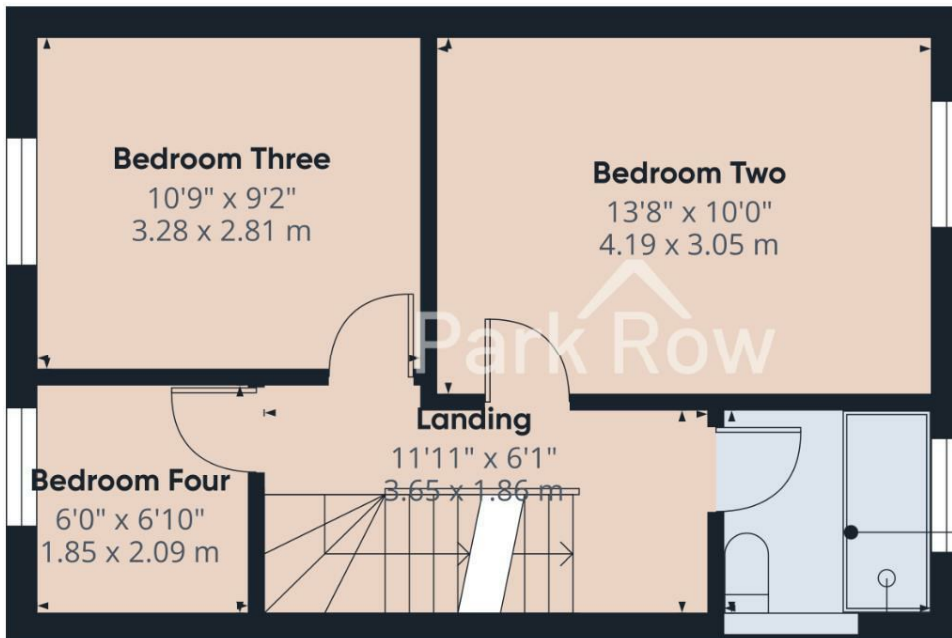 Bedroom Three
10'9" x 9'2"
3.28 x 2.81 m
Bedroom Two
13'8" x 10'0"
4.19 x 3.05 m
Park Row
Landing
11'11" x 6'1"
3.65 x 1.86 m
Bedroom Four
6'0" x 6'10"
1.85 x 2.09 m